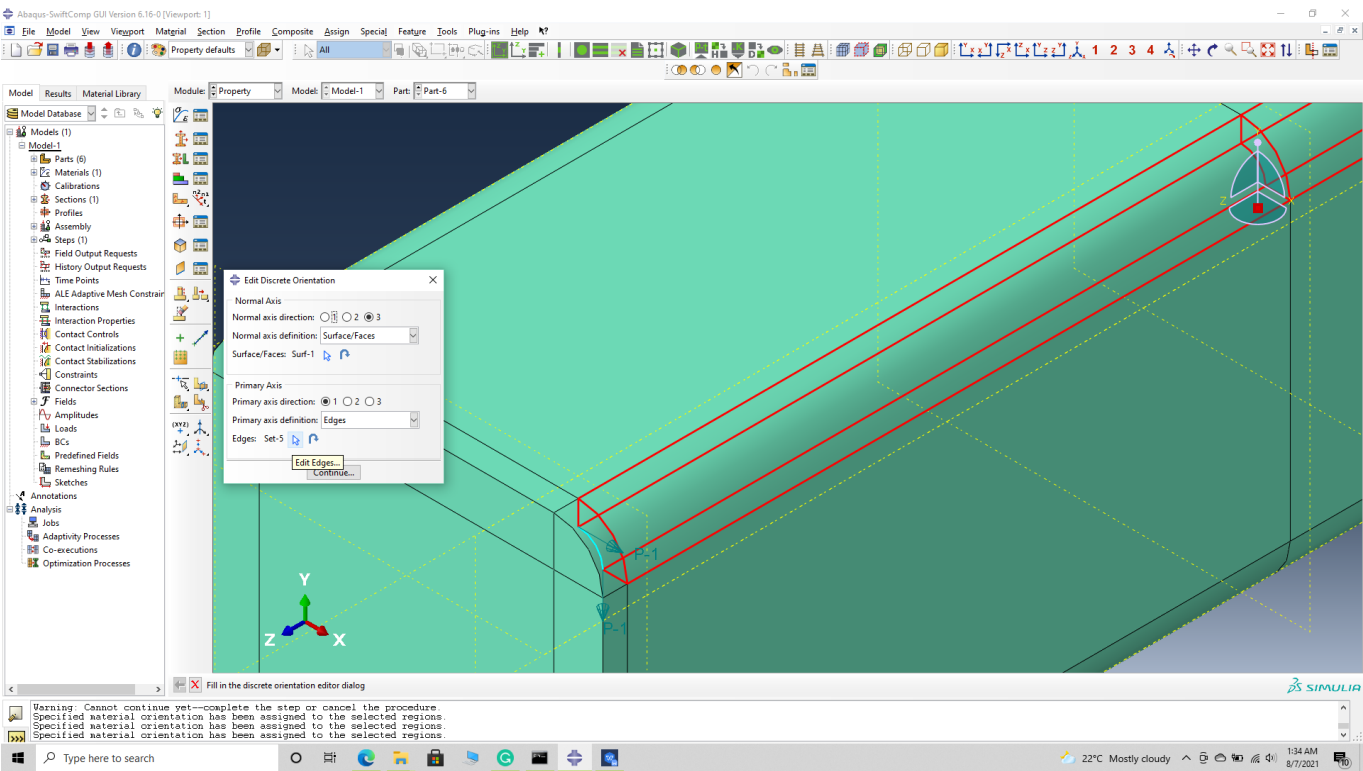 Abaqus-SwiftComp GUI Version 6.16-0 [Viewport: 1]
File Model View Viewport Material Section Profile Composite Assign Special Feature Tools Plug-ins Help
Property defaults All 1 2 3 4
Model Results Material Library
Module: Property Model: Model-1 Part: Part-6
Model Database
Models (1)
Model-1
Parts (6)
Materials (1)
Calibrations
Sections (1)
Profiles
Assembly
Steps (1)
Field Output Requests
History Output Requests
Time Points
ALE Adaptive Mesh Constrain
Interactions
Interaction Properties
Contact Controls
Contact Initializations
Contact Stabilizations
Constraints
Connector Sections
Fields
Amplitudes
Loads
BCs
Predefined Fields
Remeshing Rules
Sketches
Annotations
Analysis
Jobs
Adaptivity Processes
Co-executions
Optimization Processes
Edit Discrete Orientation
Normal Axis
Normal axis direction: 1 2 3
Normal axis definition: Surface/Faces
Surface/Faces: Surf-1
Primary Axis
Primary axis direction: 1 2 3
Primary axis definition: Edges
Edges: Set-5
Edit Edges...
Continue...
Z X
P-1
P-1
Y
Z X
Fill in the discrete orientation editor dialog
SIMULIA
Warning: Cannot continue yet--complete the step or cancel the procedure.
Specified material orientation has been assigned to the selected regions.
Specified material orientation has been assigned to the selected regions.
Specified material orientation has been assigned to the selected regions.
Type here to search
22°C Mostly cloudy
1:34 AM
8/7/2021